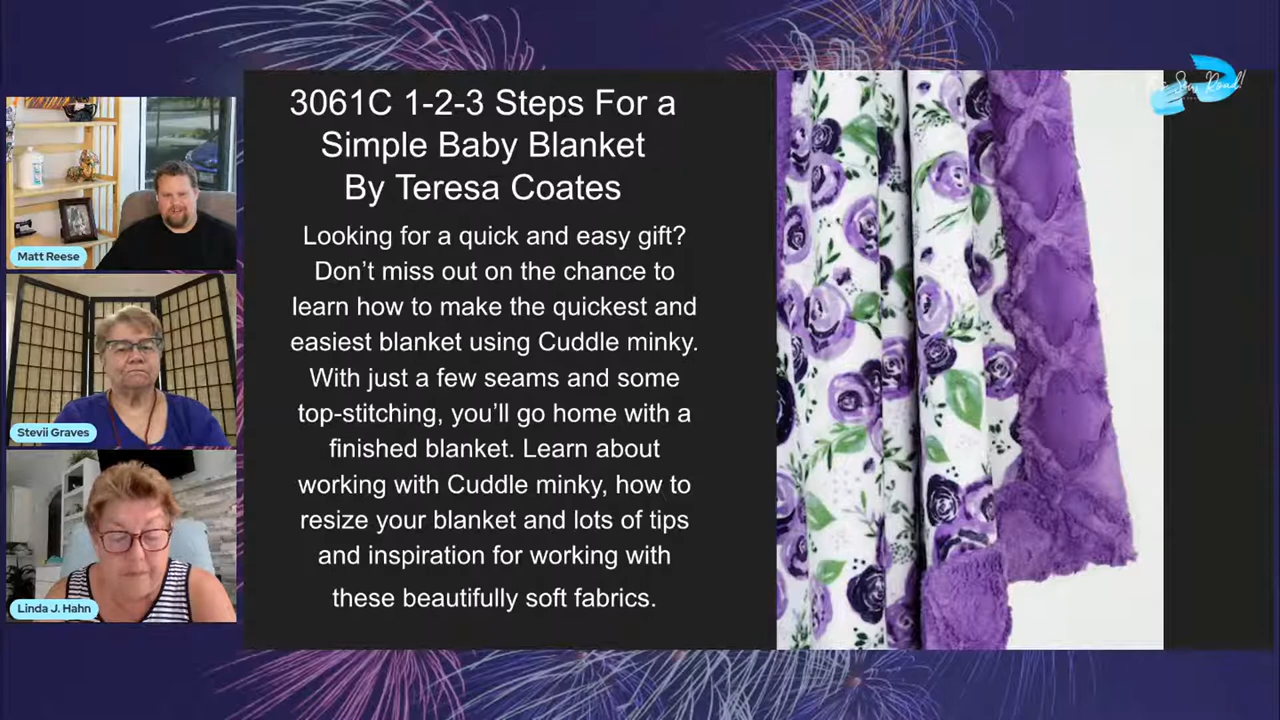 3061C 1-2-3 Steps For a
Simple Baby Blanket
By Teresa Coates
Looking for a quick and easy gift?
Don’t miss out on the chance to
learn how to make the quickest and
easiest blanket using Cuddle minky.
With just a few seams and some
top-stitching, you’ll go home with a
finished blanket. Learn about
working with Cuddle minky, how to
resize your blanket and lots of tips
and inspiration for working with
these beautifully soft fabrics.
Matt Reese
Stevii Graves
Linda J. Hahn
Sew Road!